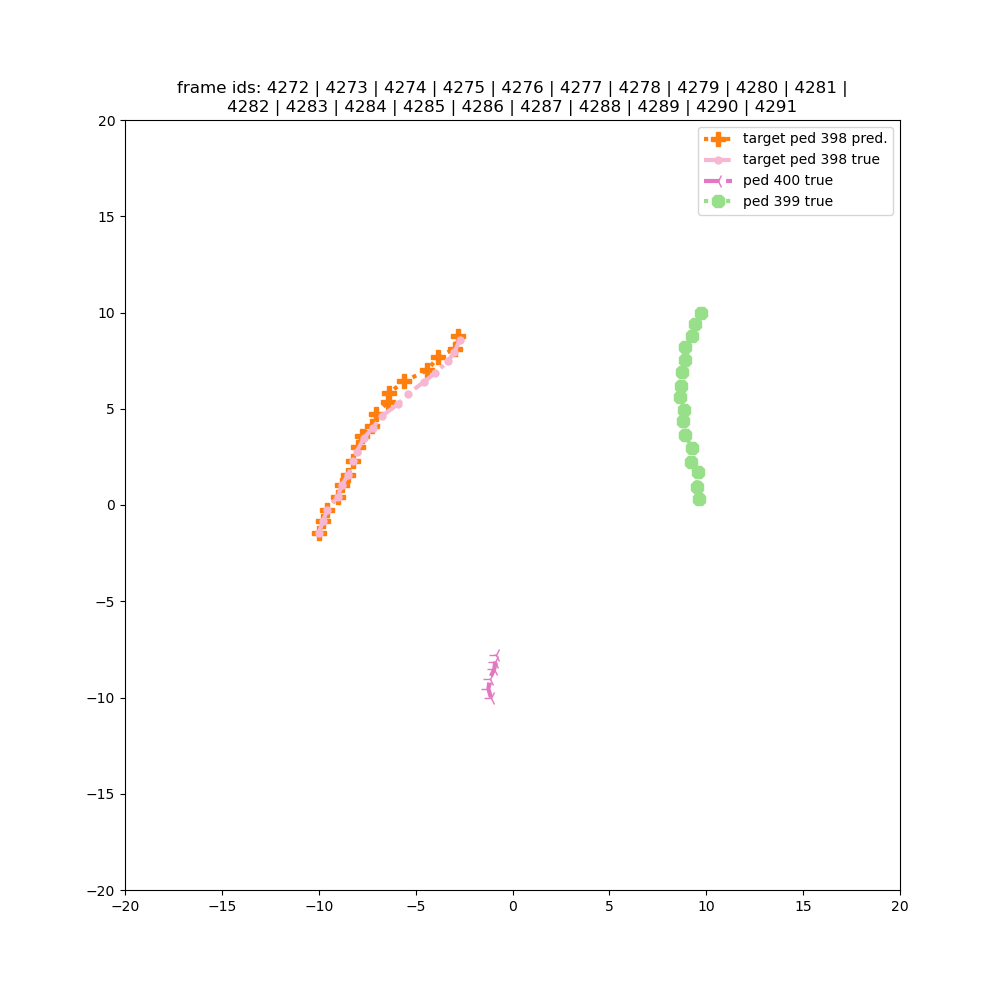 frame ids: 4272 | 4273 | 4274 | 4275 | 4276 | 4277 | 4278 | 4279 | 4280 | 4281 |
4282 | 4283 | 4284 | 4285 | 4286 | 4287 | 4288 | 4289 | 4290 | 4291
target ped 398 pred.
target ped 398 true
ped 400 true
ped 399 true
20
15
10
5
0
−5
−10
−15
−20
−20 −15 −10 −5 0 5 10 15 20